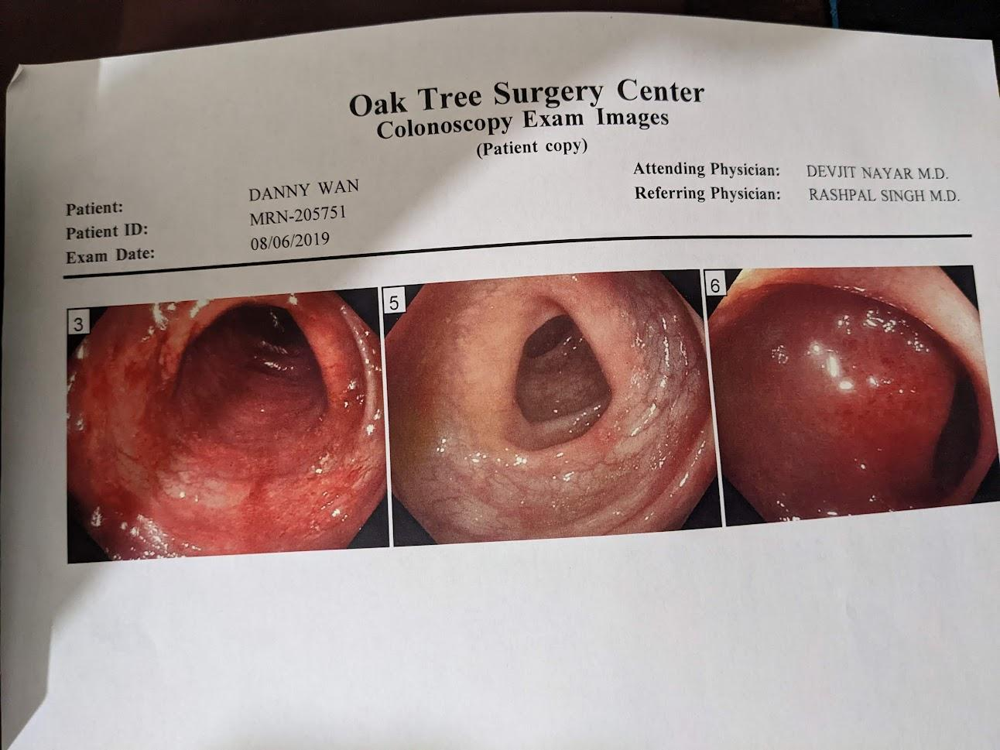 Oak Tree Surgery Center
Colonoscopy Exam Images
(Patient copy)
Patient: DANNY WAN
Patient ID: MRN-205751
Exam Date: 08/06/2019
Attending Physician: DEVJIT NAYAR M.D.
Referring Physician: RASHPAL SINGH M.D.
3
5
6